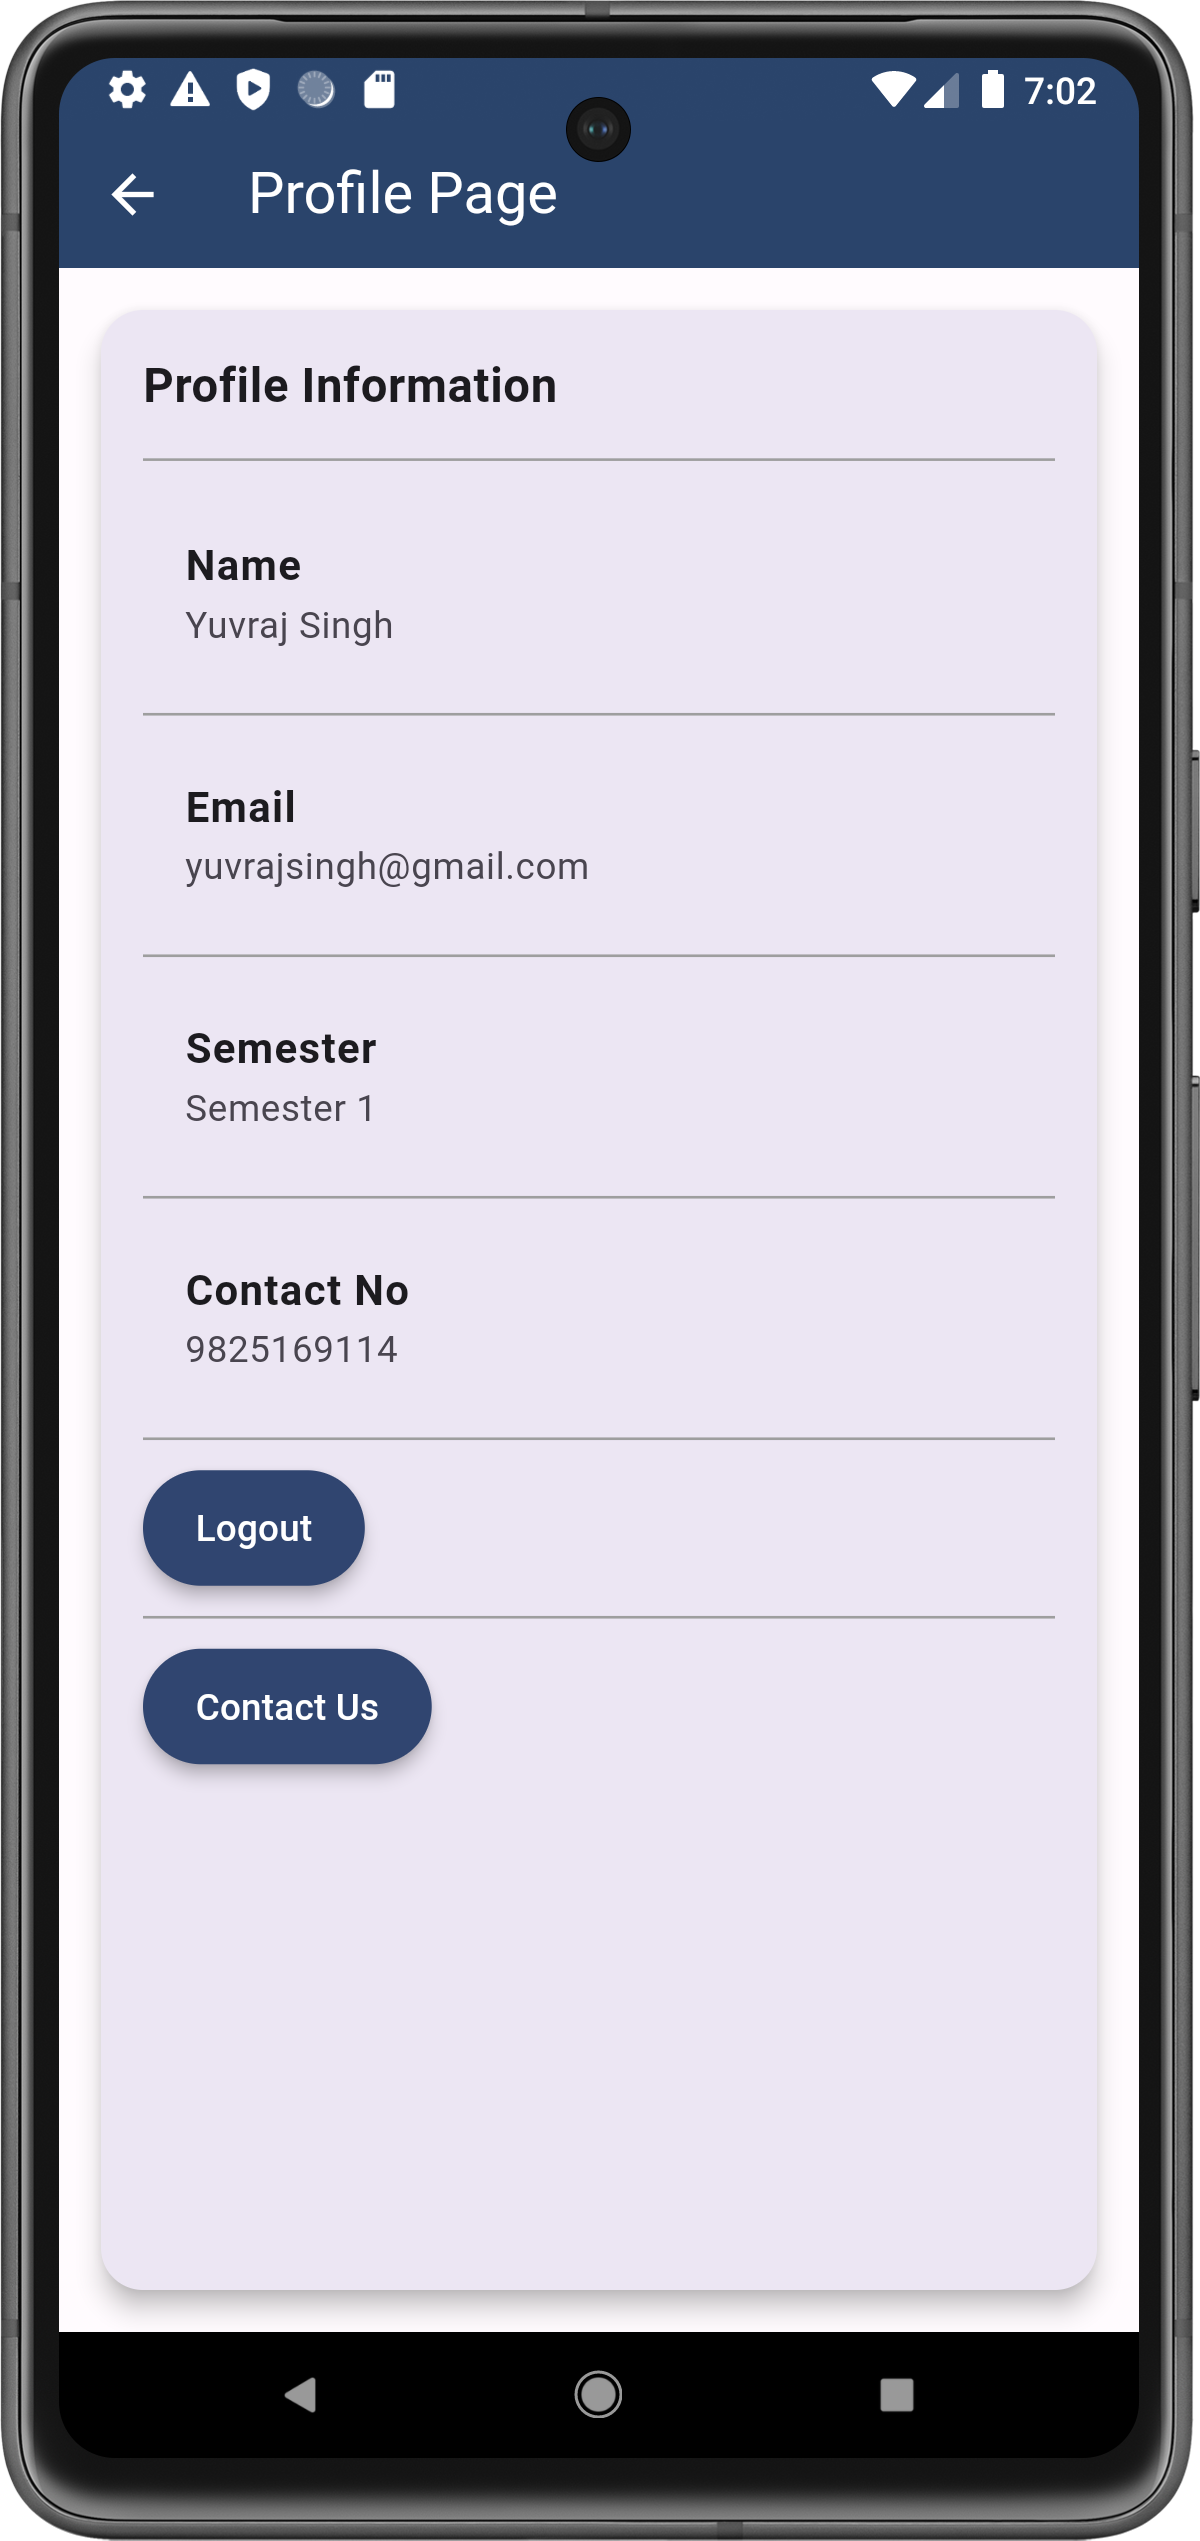 7:02
Profile Page
Profile Information
Name
Yuvraj Singh
Email
yuvrajsingh@gmail.com
Semester
Semester 1
Contact No
9825169114
Logout
Contact Us